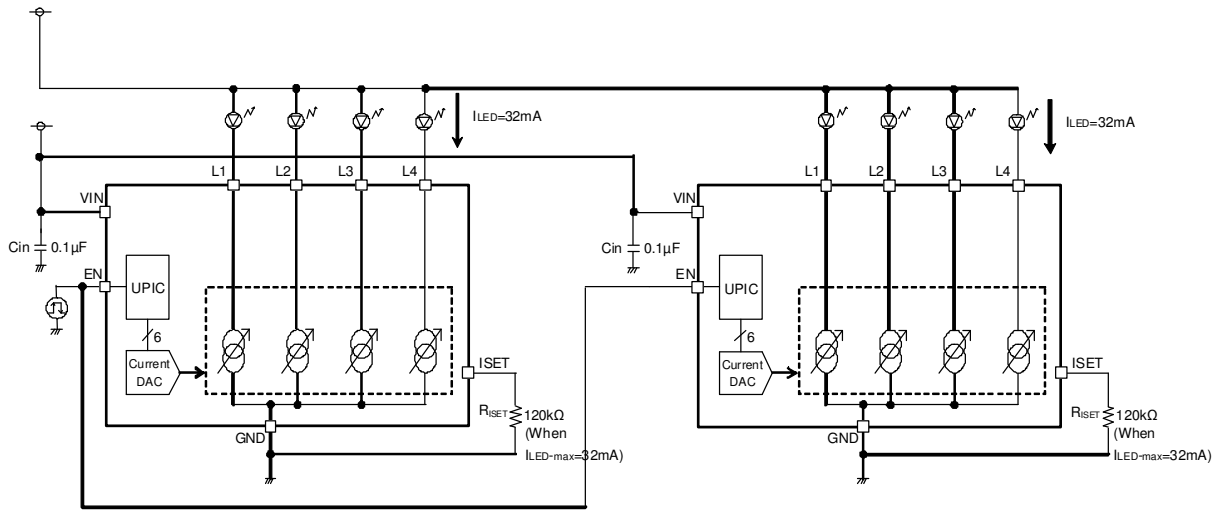 ILED=32mA
ILED=32mA
L1 L2 L3 L4
L1 L2 L3 L4
VIN
VIN
Cin 0.1µF
Cin 0.1µF
EN
EN
UPIC
UPIC
6
6
Current
DAC
Current
DAC
ISET
ISET
RISET 120kΩ
(When
ILED-max=32mA)
RISET 120kΩ
(When
ILED-max=32mA)
GND
GND